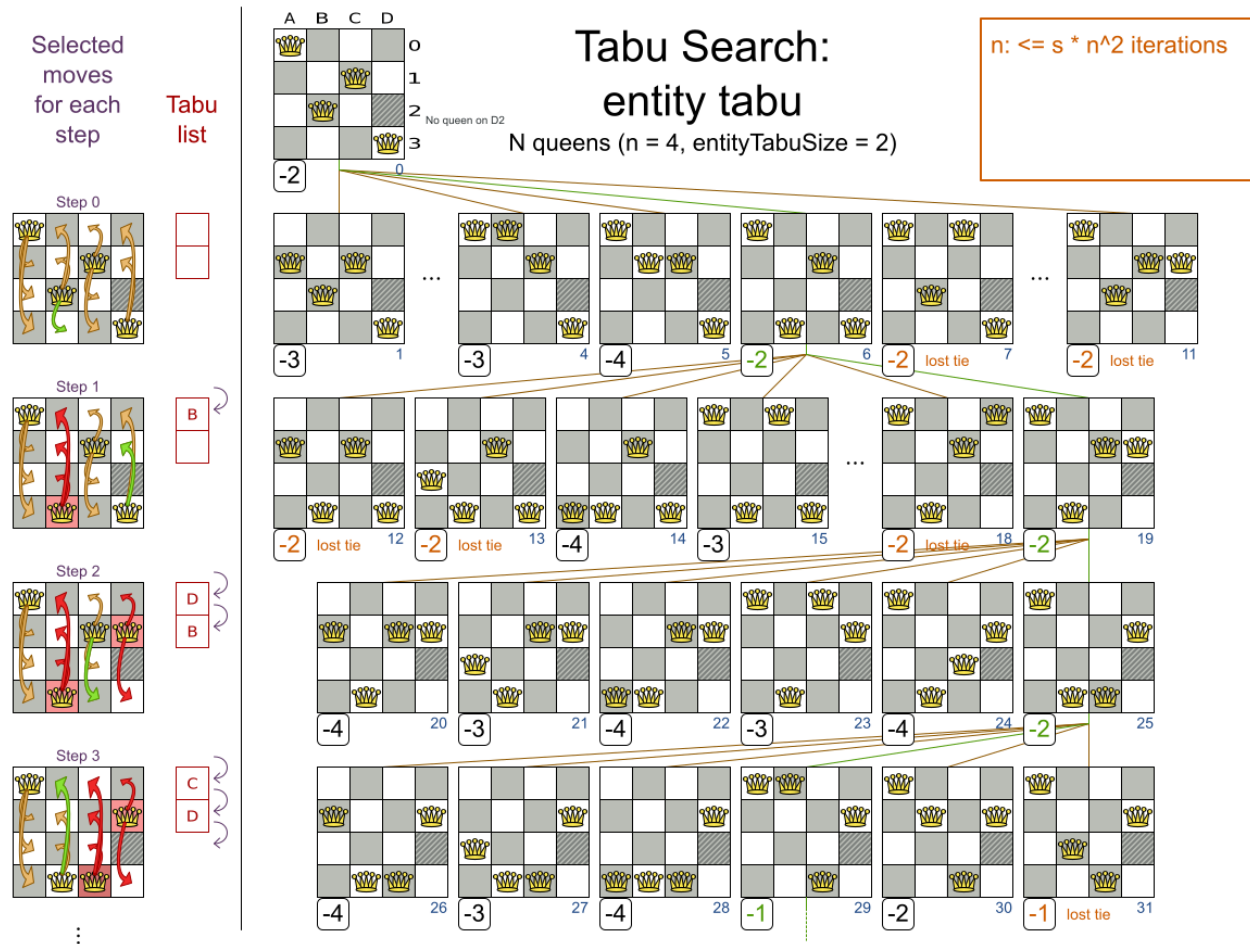 Selected
moves
for each
step
Tabu
list
A B C D
0
1
2
3
No queen on D2
-2
0
Tabu Search:
entity tabu
N queens (n = 4, entityTabuSize = 2)
n: <= s * n^2 iterations
Step 0
... ...
-3 1 -3 4 -4 5 -2 6 -2 lost tie 7 -2 lost tie 11
Step 1
B
...
-2 lost tie 12 -2 lost tie 13 -4 14 -3 15 -2 lost tie 18 -2 19
Step 2
D
B
-4 20 -3 21 -4 22 -3 23 -4 24 -2 25
Step 3
C
D
-4 26 -3 27 -4 28 -1 29 -2 30 -1 lost tie 31
...